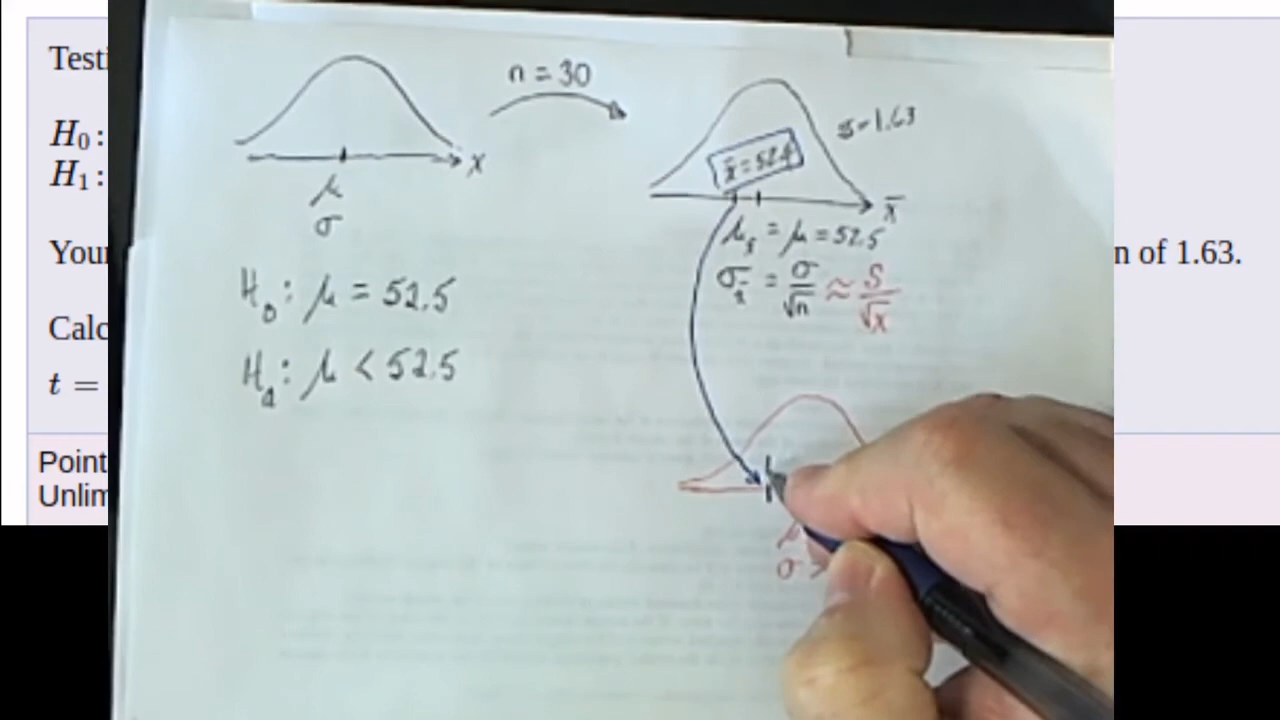 Testi
H₀:
H₁:
Your
n of 1.63.
Calc
t =
Point
Unlim
n = 30
x
μ
σ
s = 1.63
x̄ = 52.4
x̄
μₓ̄ = μ = 52.5
σₓ̄ = σ/√n ≈ S/√x
H₀: μ = 52.5
Hₐ: μ < 52.5
μ
σ >